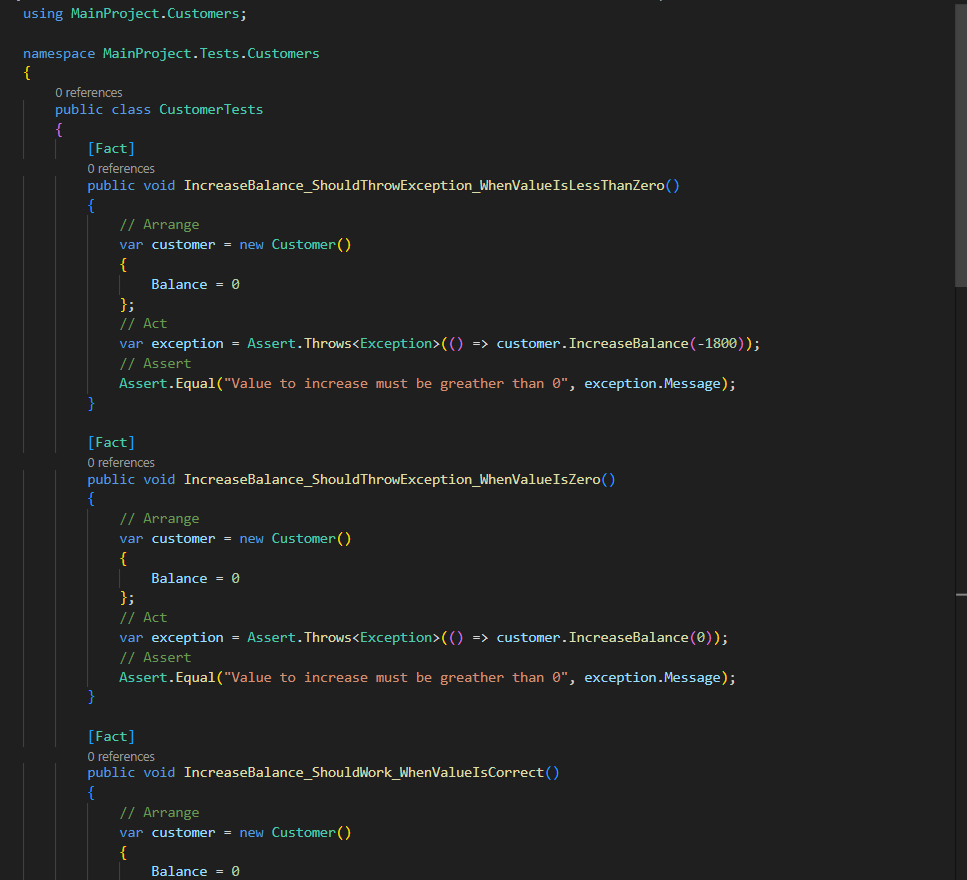 using MainProject.Customers;
namespace MainProject.Tests.Customers
{
0 references
public class CustomerTests
{
[Fact]
0 references
public void IncreaseBalance_ShouldThrowException_WhenValueIsLessThanZero()
{
// Arrange
var customer = new Customer()
{
Balance = 0
};
// Act
var exception = Assert.Throws<Exception>(() => customer.IncreaseBalance(-1800));
// Assert
Assert.Equal("Value to increase must be greather than 0", exception.Message);
}
[Fact]
0 references
public void IncreaseBalance_ShouldThrowException_WhenValueIsZero()
{
// Arrange
var customer = new Customer()
{
Balance = 0
};
// Act
var exception = Assert.Throws<Exception>(() => customer.IncreaseBalance(0));
// Assert
Assert.Equal("Value to increase must be greather than 0", exception.Message);
}
[Fact]
0 references
public void IncreaseBalance_ShouldWork_WhenValueIsCorrect()
{
// Arrange
var customer = new Customer()
{
Balance = 0